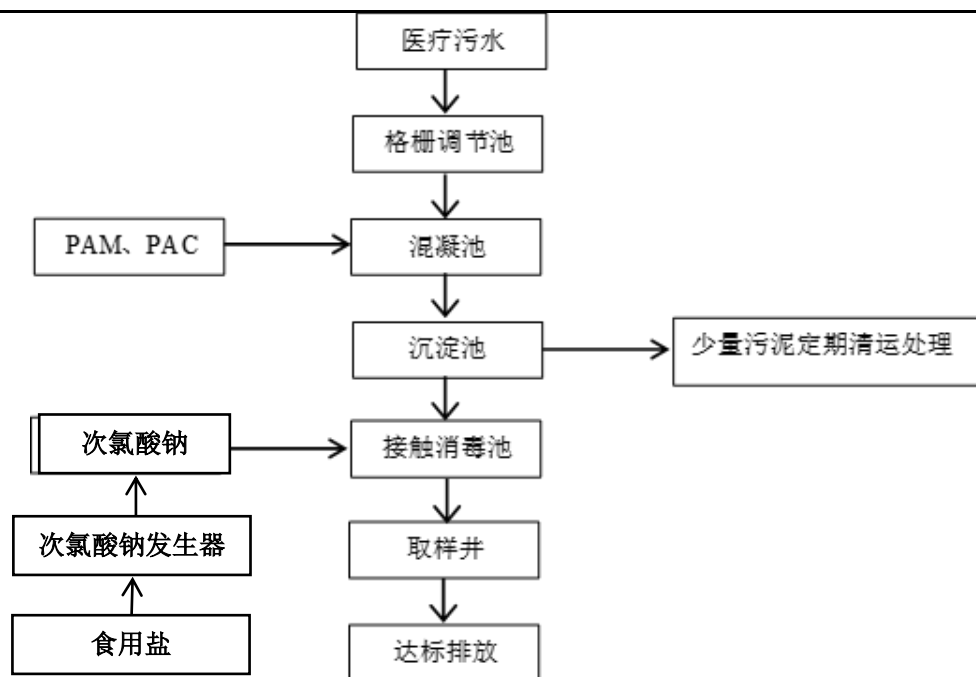 医疗污水
格栅调节池
PAM、PAC
混凝池
沉淀池
少量污泥定期清运处理
次氯酸钠
接触消毒池
次氯酸钠发生器
取样井
食用盐
达标排放